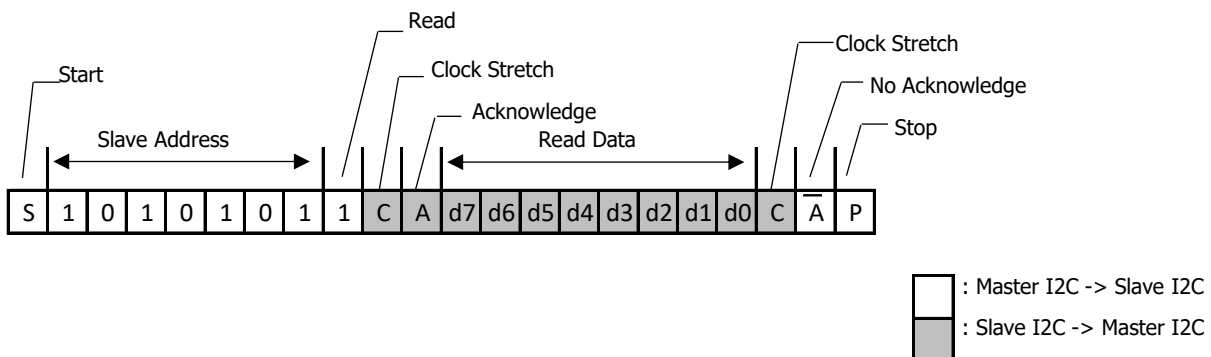 Read
Clock Stretch
Start
Clock Stretch
No Acknowledge
Acknowledge
Stop
Slave Address
Read Data
S 1 0 1 0 1 0 1 1 C A d7 d6 d5 d4 d3 d2 d1 d0 C A̅ P
: Master I2C -> Slave I2C
: Slave I2C -> Master I2C